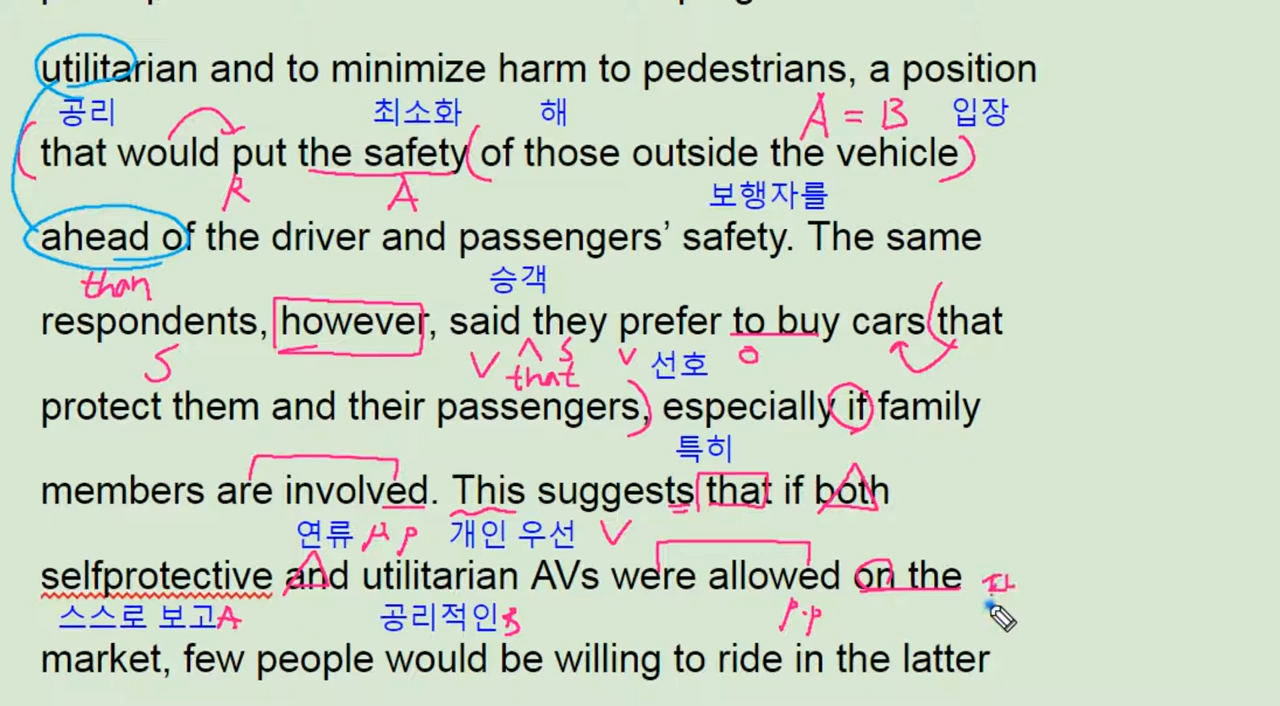 utilitarian and to minimize harm to pedestrians, a position
공리 최소화 해 A = B 입장
that would put the safety of those outside the vehicle
R A 보행자를
ahead of the driver and passengers' safety. The same
than 승객
respondents, however, said they prefer to buy cars that
S V that S V 선호 O
protect them and their passengers, especially if family
특히
members are involved. This suggests that if both
연류 개인 우선 V
selfprotective and utilitarian AVs were allowed on the
스스로 보고 A 공리적인 B p.p
market, few people would be willing to ride in the latter